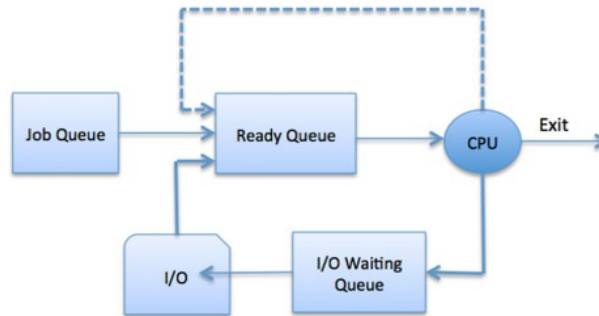 Job Queue
Ready Queue
CPU
Exit
I/O
I/O Waiting
Queue